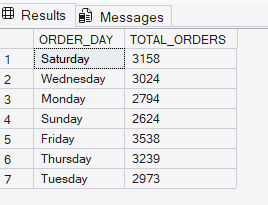 Results Messages
ORDER_DAY TOTAL_ORDERS
1 Saturday 3158
2 Wednesday 3024
3 Monday 2794
4 Sunday 2624
5 Friday 3538
6 Thursday 3239
7 Tuesday 2973